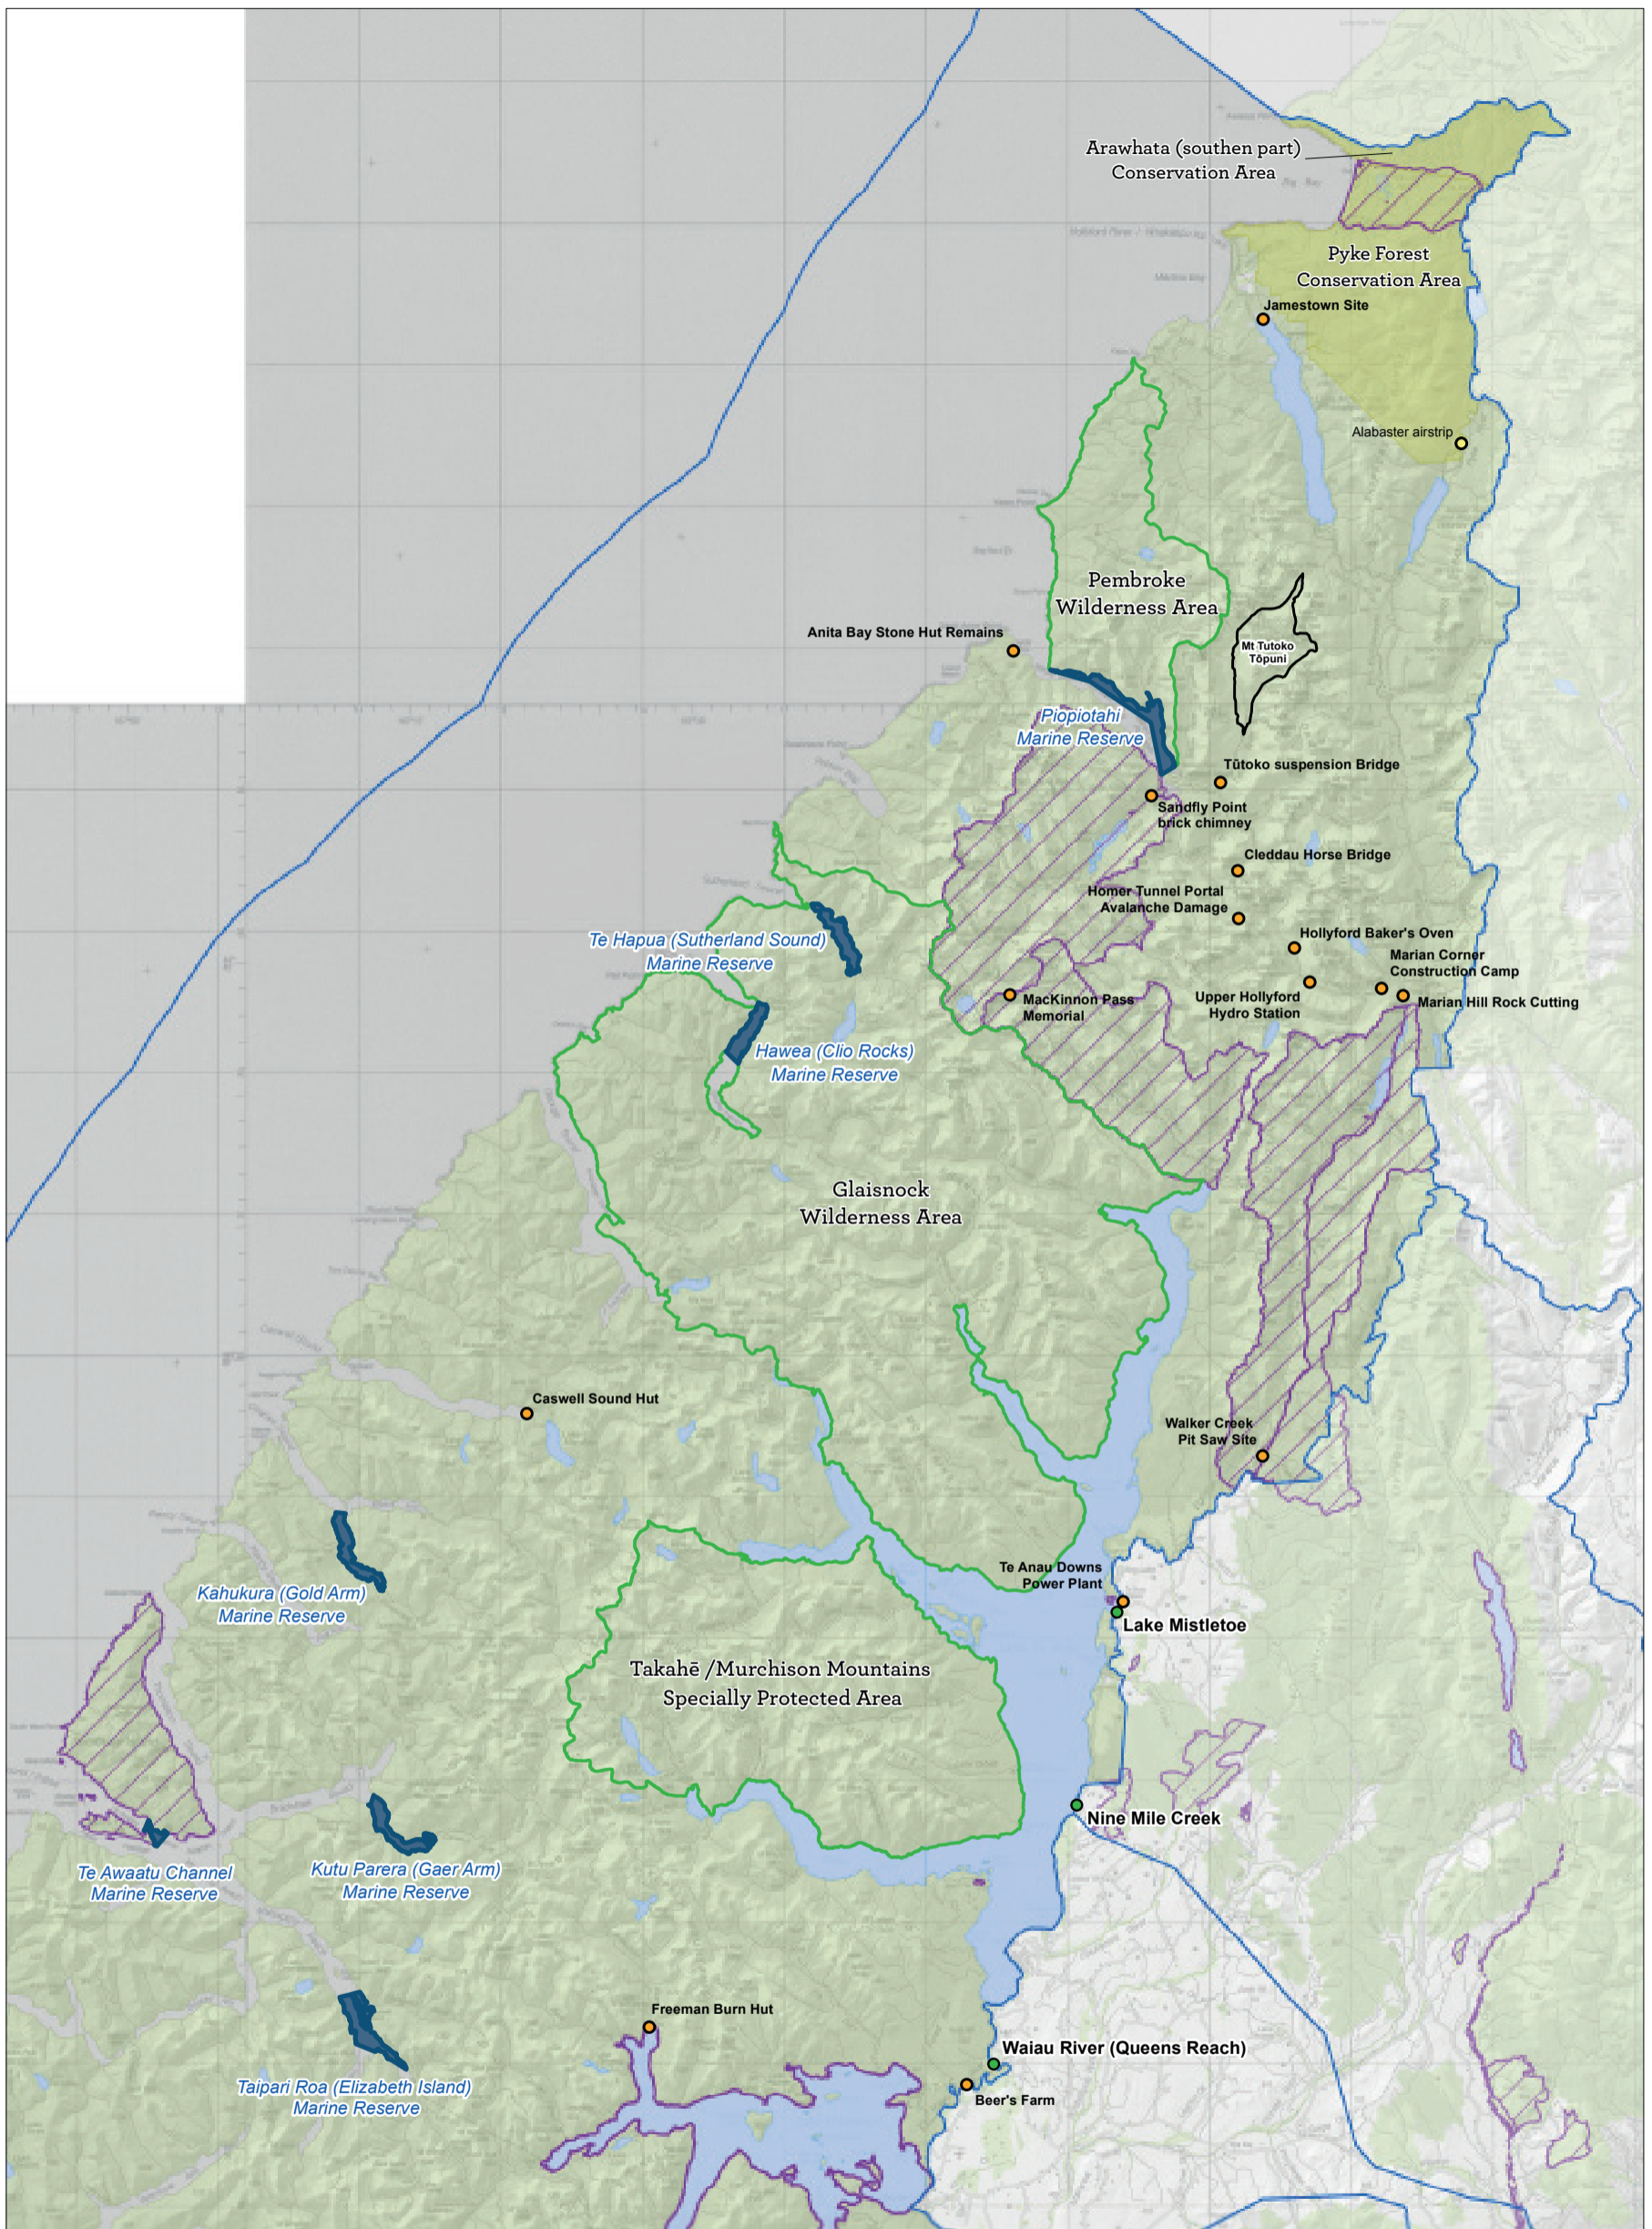 Arawhata (southen part)
Conservation Area
Pyke Forest
Conservation Area
Jamestown Site
Alabaster airstrip
Pembroke
Wilderness Area
Anita Bay Stone Hut Remains
Mt Tutoko
Tōpuni
Piopiotahi
Marine Reserve
Tūtoko suspension Bridge
Sandfly Point
brick chimney
Cleddau Horse Bridge
Homer Tunnel Portal
Avalanche Damage
Te Hapua (Sutherland Sound)
Marine Reserve
Hollyford Baker's Oven
Marian Corner
Construction Camp
MacKinnon Pass
Memorial
Upper Hollyford
Hydro Station
Marian Hill Rock Cutting
Hawea (Clio Rocks)
Marine Reserve
Glaisnock
Wilderness Area
Caswell Sound Hut
Walker Creek
Pit Saw Site
Te Anau Downs
Power Plant
Kahukura (Gold Arm)
Marine Reserve
Lake Mistletoe
Takahē /Murchison Mountains
Specially Protected Area
Nine Mile Creek
Te Awaatu Channel
Marine Reserve
Kutu Parera (Gaer Arm)
Marine Reserve
Freeman Burn Hut
Waiau River (Queens Reach)
Taipari Roa (Elizabeth Island)
Marine Reserve
Beer's Farm